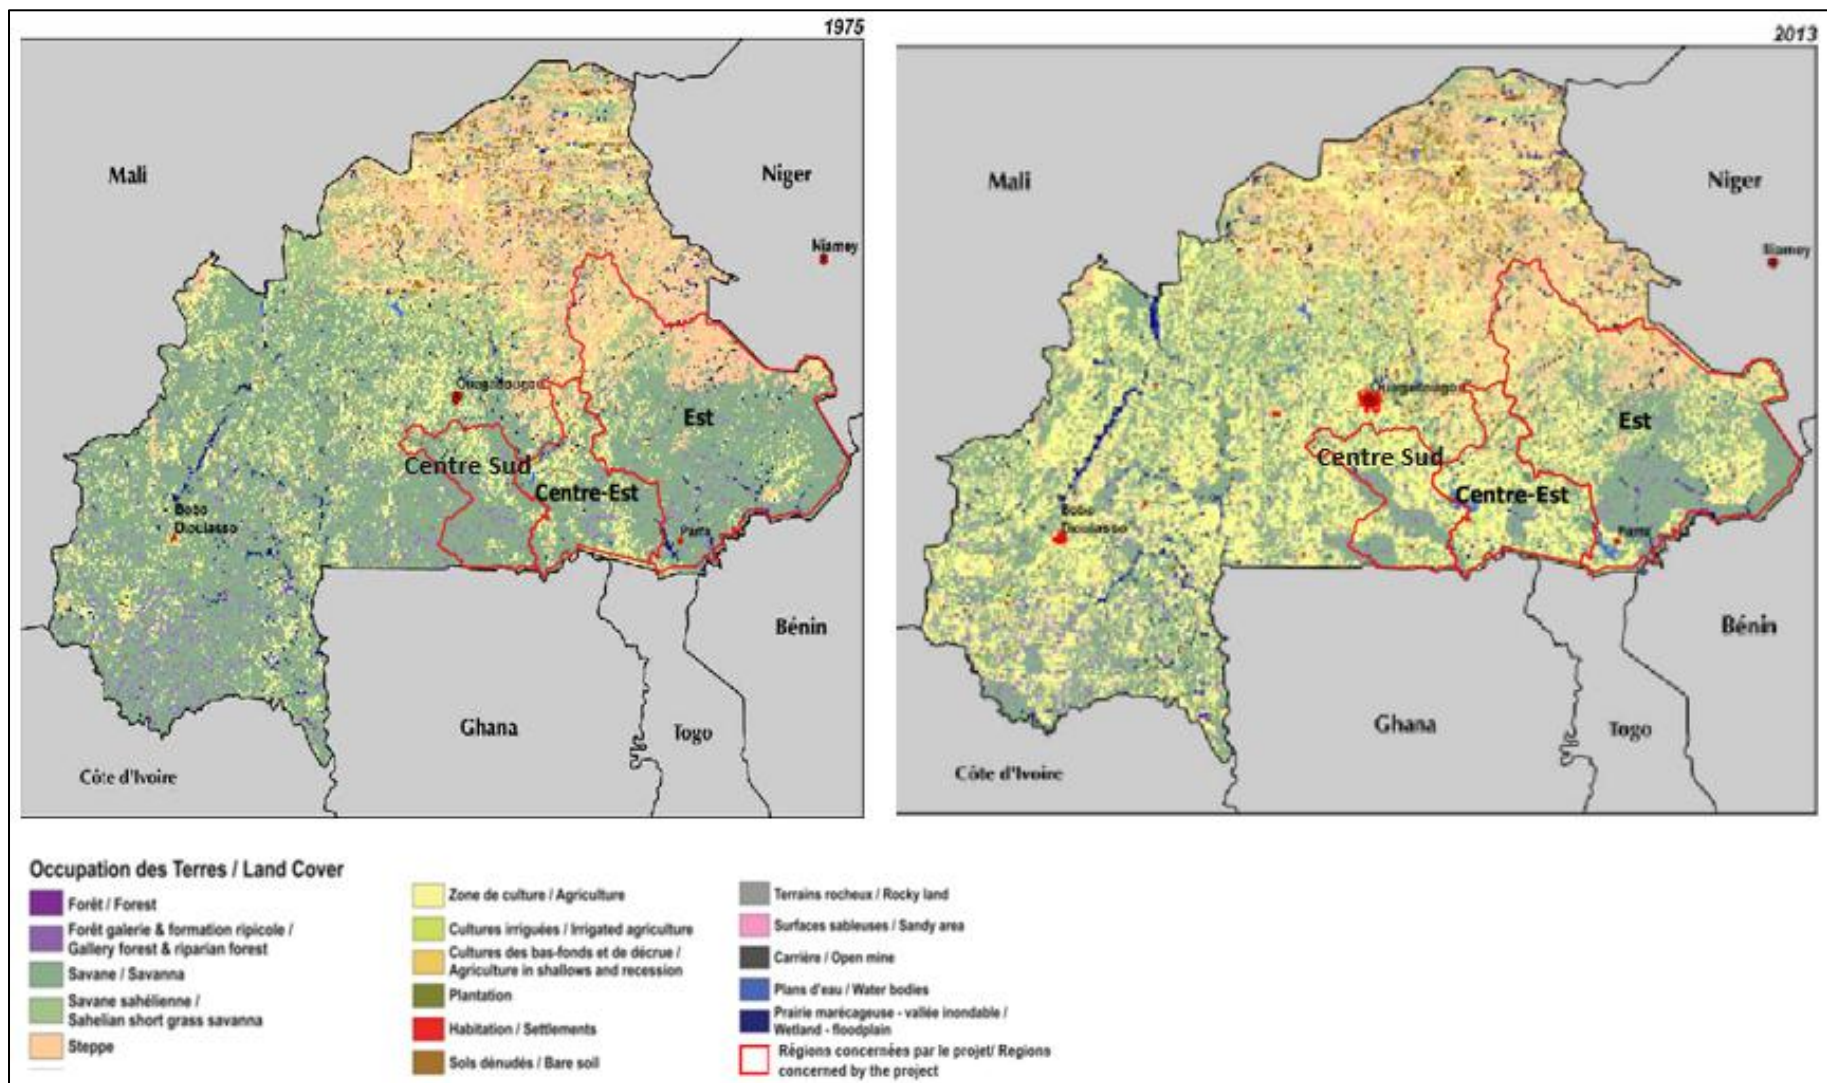 1975
Mali
Niger
Niamey
Ouagadougou
Est
Centre Sud
Centre-Est
Bobo
Dioulasso
Pama
Bénin
Ghana
Togo
Côte d'Ivoire
2013
Mali
Niger
Niamey
Ouagadougou
Est
Centre Sud
Centre-Est
Bobo
Dioulasso
Pama
Bénin
Ghana
Togo
Côte d'Ivoire
Occupation des Terres / Land Cover
Forêt / Forest
Forêt galerie & formation ripicole /
Gallery forest & riparian forest
Savane / Savanna
Savane sahélienne /
Sahelian short grass savanna
Steppe
Zone de culture / Agriculture
Cultures irriguées / Irrigated agriculture
Cultures des bas-fonds et de décrue /
Agriculture in shallows and recession
Plantation
Habitation / Settlements
Sols dénudés / Bare soil
Terrains rocheux / Rocky land
Surfaces sableuses / Sandy area
Carrière / Open mine
Plans d'eau / Water bodies
Prairie marécageuse - vallée inondable /
Wetland - floodplain
Régions concernées par le projet/ Regions
concerned by the project